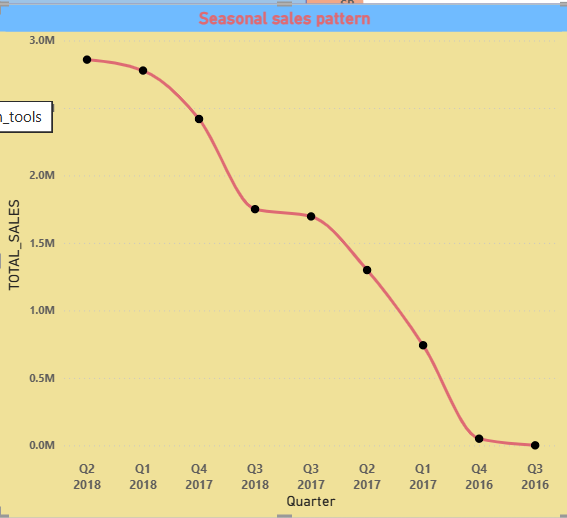 Seasonal sales pattern
3.0M
_tools
2.0M
1.5M
1.0M
0.5M
0.0M
TOTAL_SALES
Q2 Q1 Q4 Q3 Q3 Q2 Q1 Q4 Q3
2018 2018 2017 2018 2017 2017 2017 2016 2016
Quarter